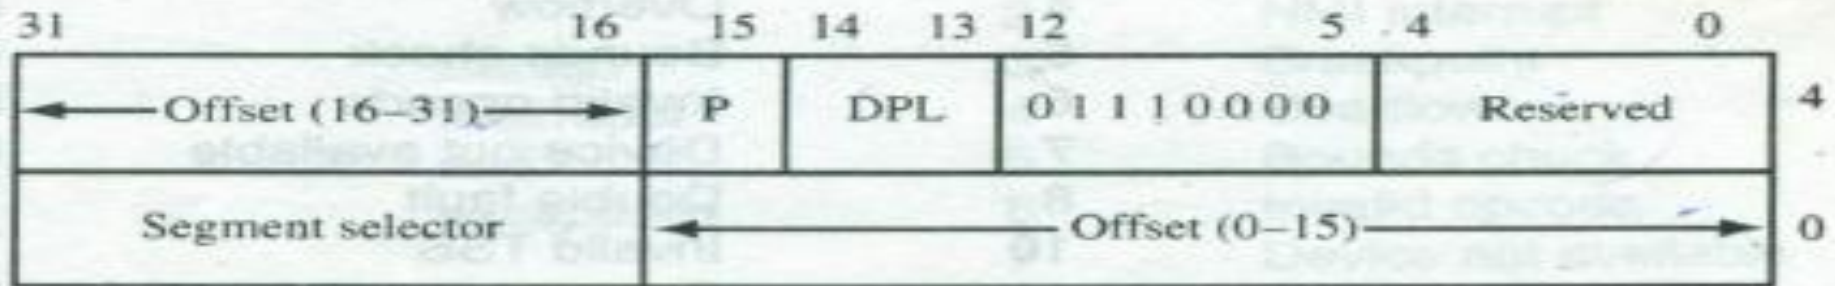 31 16 15 14 13 12 5 4 0
Offset (16–31) P DPL 0 1 1 1 0 0 0 0 Reserved 4
Segment selector Offset (0–15) 0